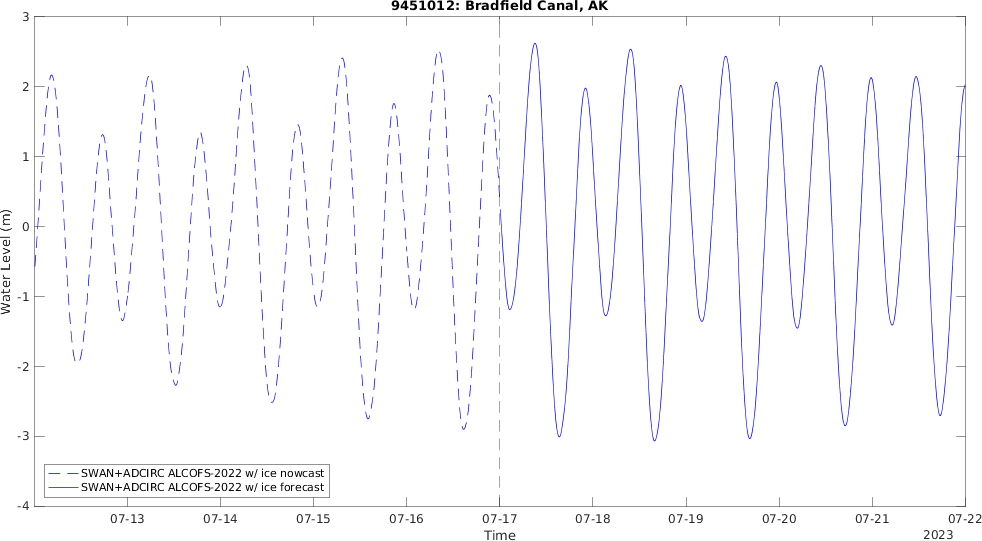 9451012: Bradfield Canal, AK
3
2
1
0
-1
-2
-3
-4
Water Level (m)
SWAN+ADCIRC ALCOFS-2022 w/ ice nowcast
SWAN+ADCIRC ALCOFS-2022 w/ ice forecast
07-13 07-14 07-15 07-16 07-17 07-18 07-19 07-20 07-21 07-22
Time
2023